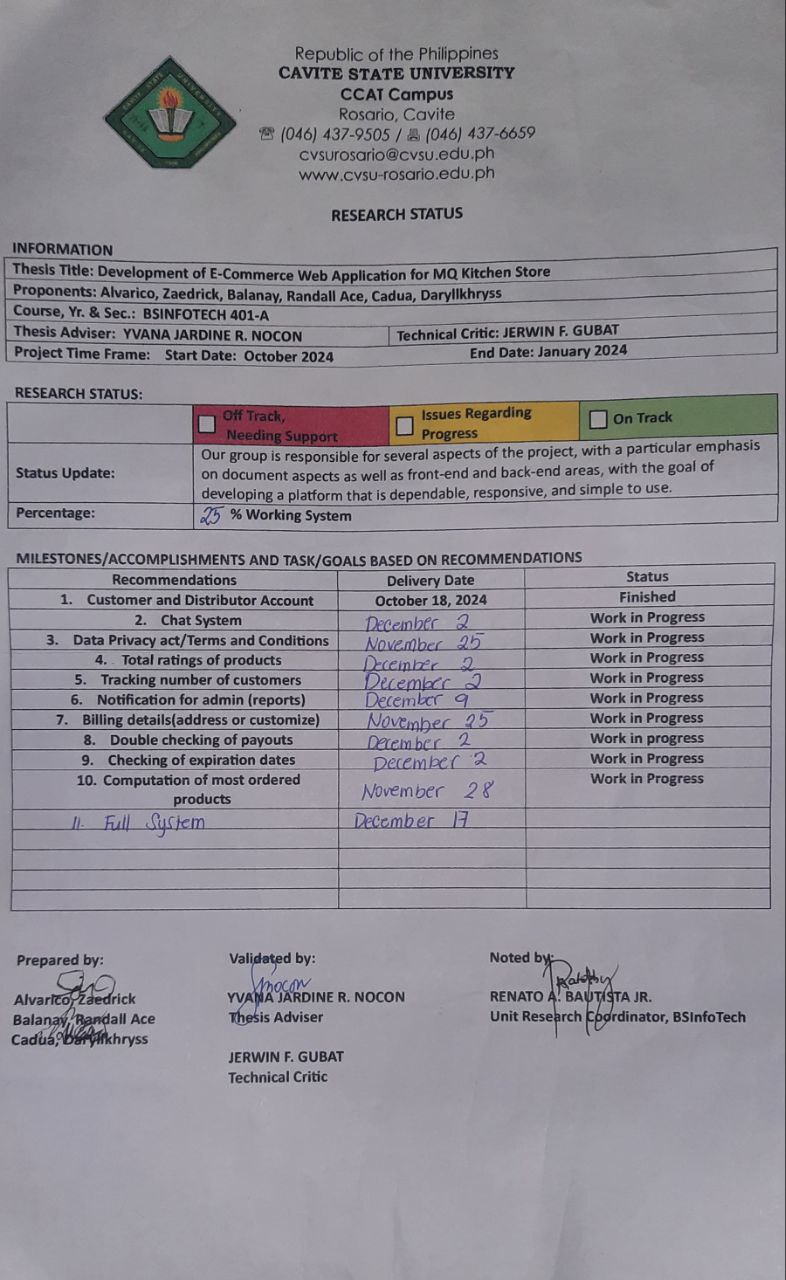 Republic of the Philippines
CAVITE STATE UNIVERSITY
CCAT Campus
Rosario, Cavite
☏ (046) 437-9505 / (046) 437-6659
cvsurosario@cvsu.edu.ph
www.cvsu-rosario.edu.ph
RESEARCH STATUS
INFORMATION
Thesis Title: Development of E-Commerce Web Application for MQ Kitchen Store
Proponents: Alvarico, Zaedrick, Balanay, Randall Ace, Cadua, Daryllkhryss
Course, Yr. & Sec.: BSINFOTECH 401-A
Thesis Adviser: YVANA JARDINE R. NOCON Technical Critic: JERWIN F. GUBAT
Project Time Frame: Start Date: October 2024 End Date: January 2024
RESEARCH STATUS:
Off Track, Needing Support
Issues Regarding Progress
On Track
Status Update:
Our group is responsible for several aspects of the project, with a particular emphasis
on document aspects as well as front-end and back-end areas, with the goal of
developing a platform that is dependable, responsive, and simple to use.
Percentage: 25 % Working System
MILESTONES/ACCOMPLISHMENTS AND TASK/GOALS BASED ON RECOMMENDATIONS
Recommendations Delivery Date Status
1. Customer and Distributor Account October 18, 2024 Finished
2. Chat System December 2 Work in Progress
3. Data Privacy act/Terms and Conditions November 25 Work in Progress
4. Total ratings of products December 2 Work in Progress
5. Tracking number of customers December 2 Work in Progress
6. Notification for admin (reports) December 9 Work in Progress
7. Billing details(address or customize) November 25 Work in Progress
8. Double checking of payouts December 2 Work in progress
9. Checking of expiration dates December 2 Work in Progress
10. Computation of most ordered products November 28 Work in Progress
11. Full System December 17
Prepared by:
Alvarico, Zaedrick
Balanay, Randall Ace
Cadua, Daryllkhryss
Validated by:
YVANA JARDINE R. NOCON
Thesis Adviser
JERWIN F. GUBAT
Technical Critic
Noted by:
RENATO A. BAUTISTA JR.
Unit Research Coordinator, BSInfoTech